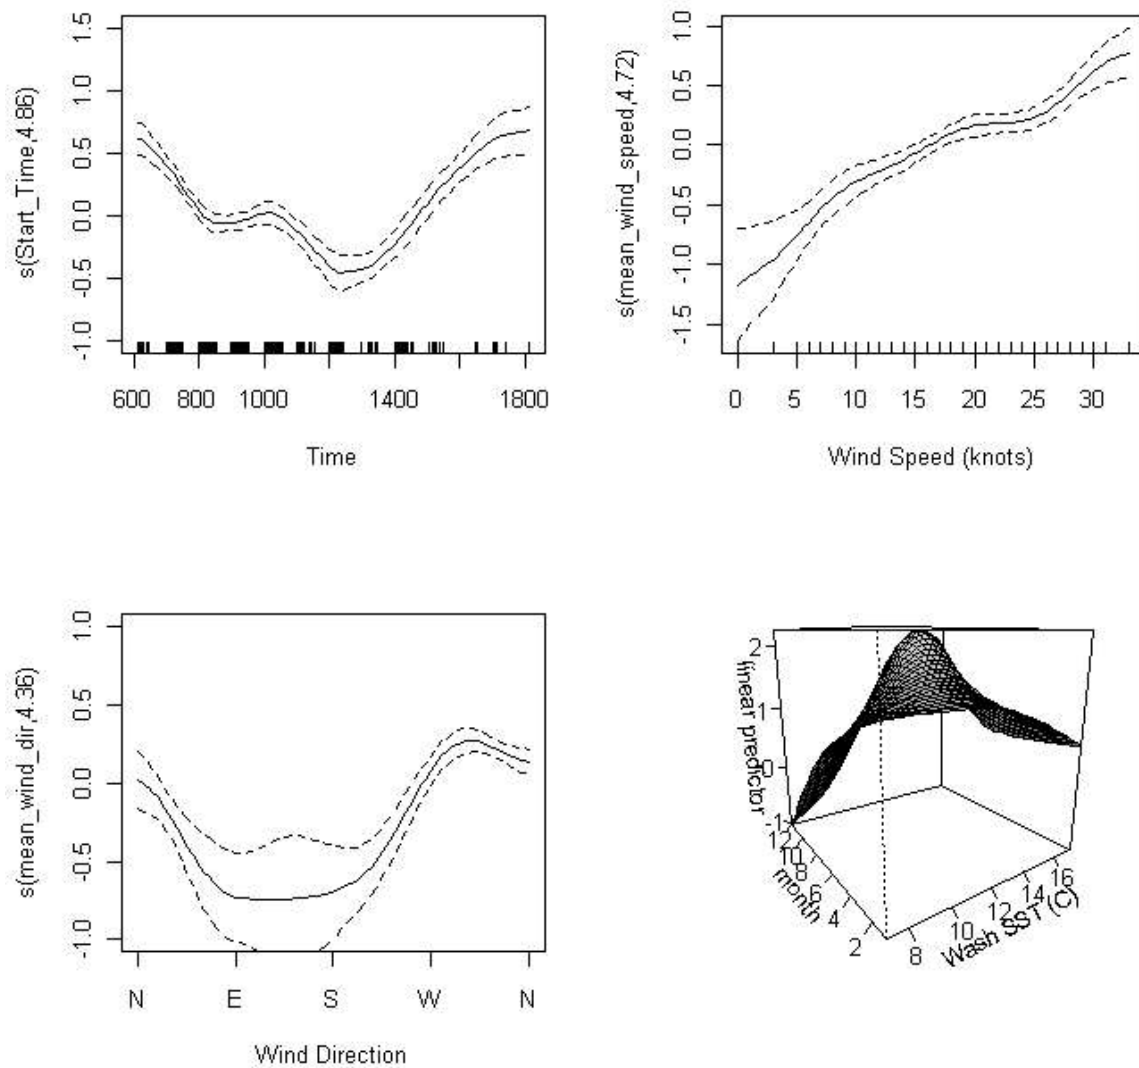 s(Start_Time,4.86)
-1.0 -0.5 0.0 0.5 1.0 1.5
600 800 1000 1400 1800
Time
s(mean_wind_speed,4.72)
-1.5 -1.0 -0.5 0.0 0.5 1.0
0 5 10 15 20 25 30
Wind Speed (knots)
s(mean_wind_dir,4.36)
-1.0 -0.5 0.0 0.5 1.0
N E S W N
Wind Direction
linear predictor
2
1
0
-1
12 10 8 6 4 2
month
8 10 12 14 16
Wash SST (C)